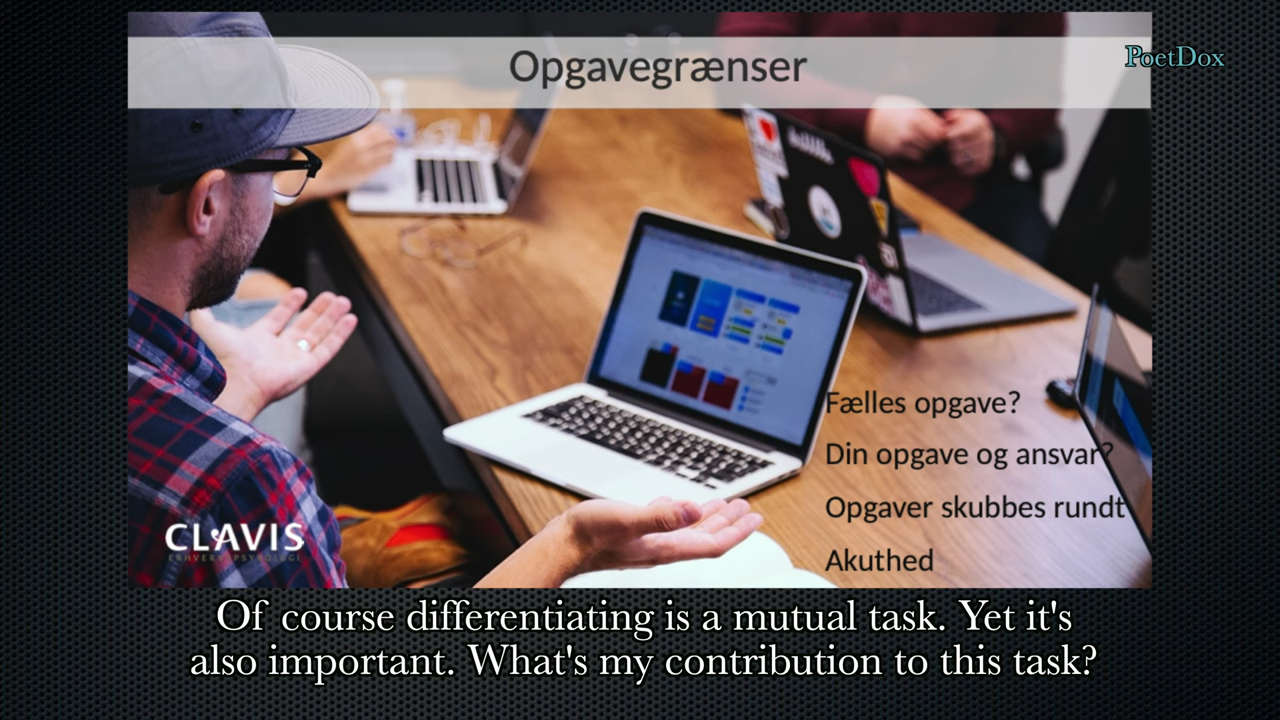 Opgavegrænser
PoetDox
Fælles opgave?
Din opgave og ansvar?
Opgaver skubbes rundt
Akuthed
CLAVIS
ERHVERVSPSYKOLOGI
Of course differentiating is a mutual task. Yet it's
also important. What's my contribution to this task?